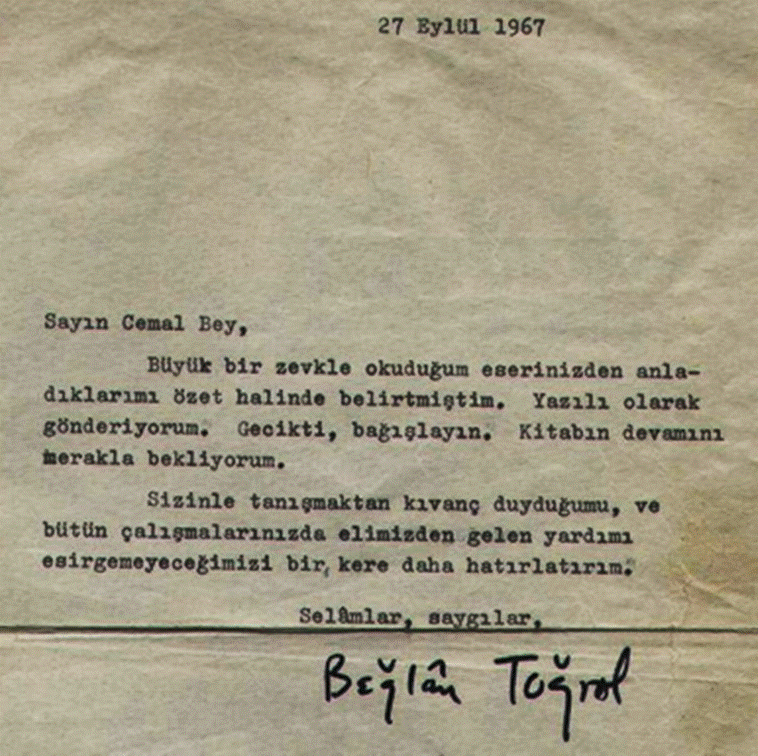 27 Eylül 1967
Sayın Cemal Bey,
Büyük bir zevkle okuduğum eserinizden anla-
dıklarımı özet halinde belirtmiştim. Yazılı olarak
gönderiyorum. Gecikti, bağışlayın. Kitabın devamını
merakla bekliyorum.
Sizinle tanışmaktan kıvanç duyduğumu, ve
bütün çalışmalarınızda elimizden gelen yardımı
esirgemeyeceğimizi bir, kere daha hatırlatırım.
Selâmlar, saygılar,
Beğlân Toğrol